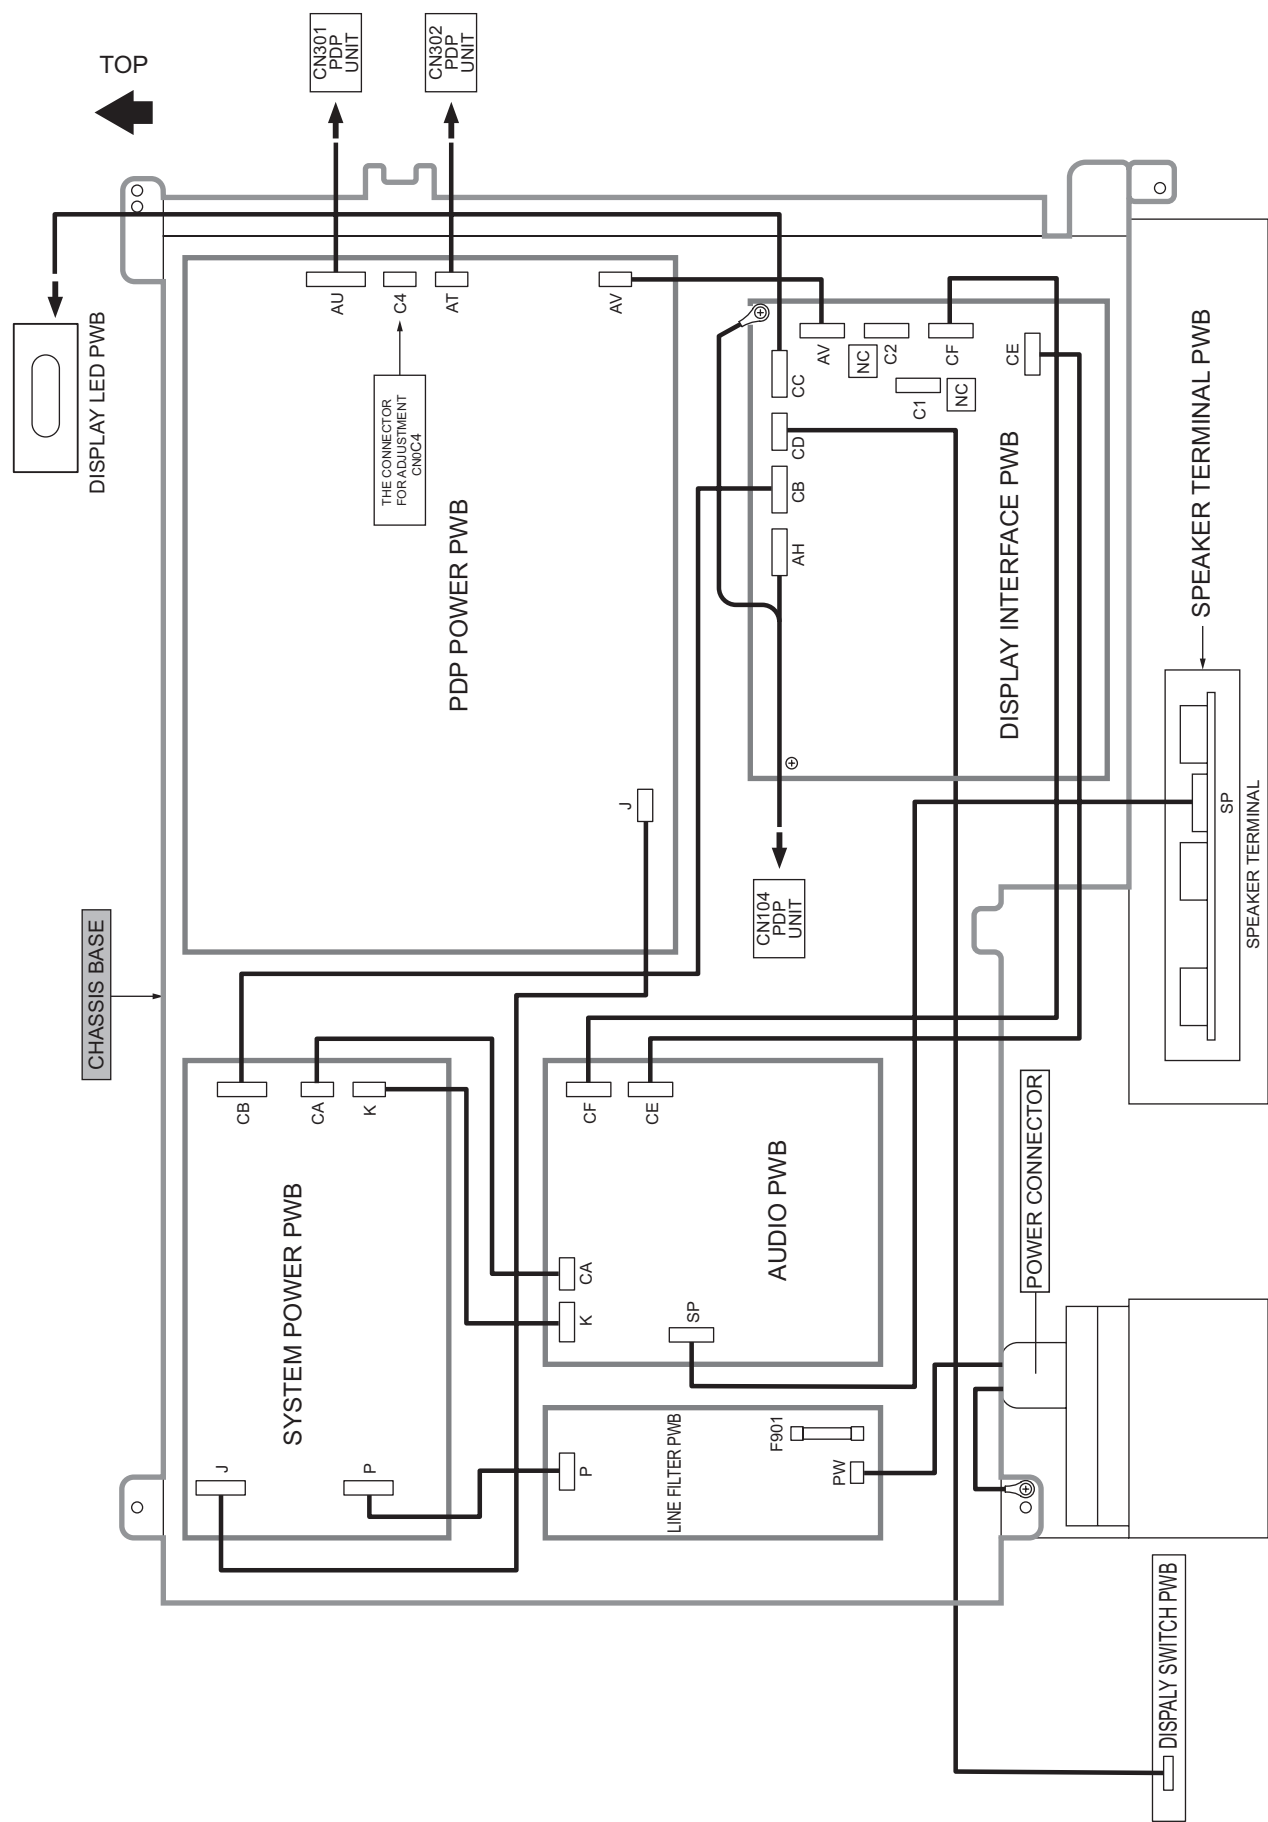 TOP
CN301
PDP
UNIT
CN302
PDP
UNIT
DISPLAY LED PWB
AU
C4
AT
AV
THE CONNECTOR
FOR ADJUSTMENT
CN0C4
PDP POWER PWB
J
CHASSIS BASE
CC
CD
CB
AH
AV
NC
C2
C1
NC
CF
CE
DISPLAY INTERFACE PWB
CN104
PDP
UNIT
SPEAKER TERMINAL PWB
SP
SPEAKER TERMINAL
CB
CA
K
SYSTEM POWER PWB
J
P
CF
CE
CA
K
SP
AUDIO PWB
P
LINE FILTER PWB
F901
PW
POWER CONNECTOR
DISPALY SWITCH PWB